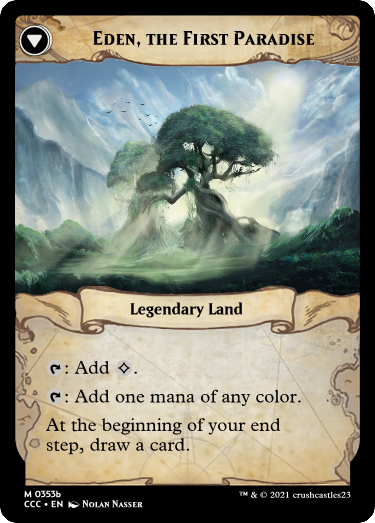 Eden, the First Paradise
Legendary Land
: Add .
: Add one mana of any color.
At the beginning of your end
step, draw a card.
M 0353b
CCC • EN Nolan Nasser
™ & © 2021 crushcastles23